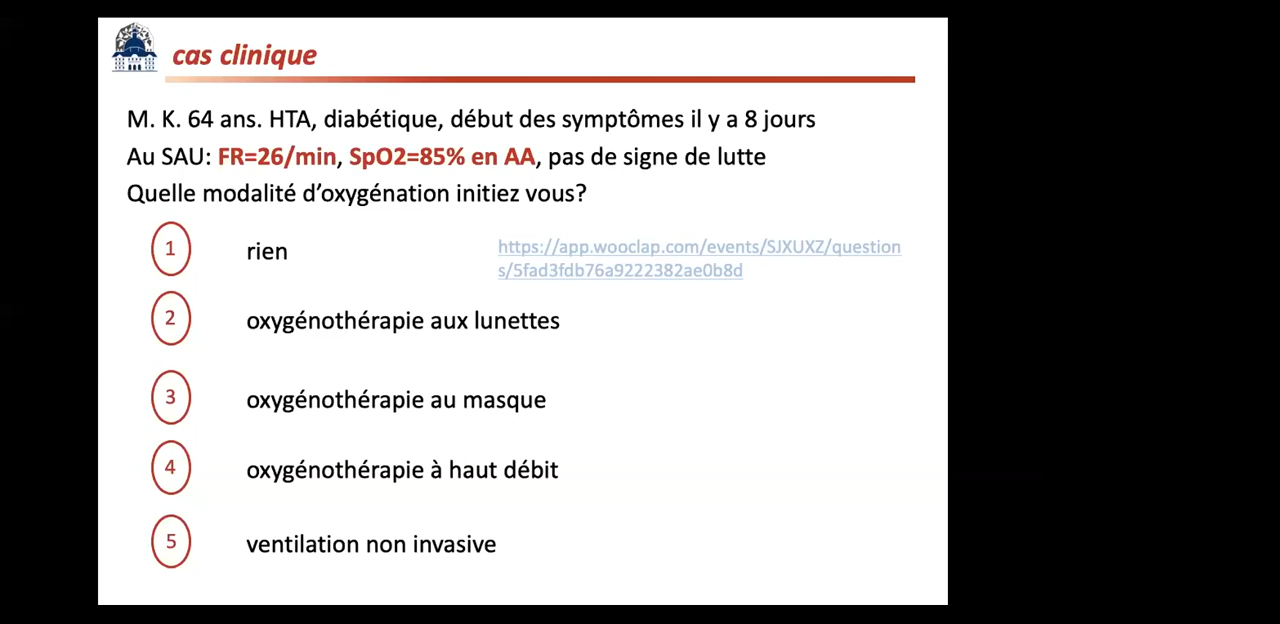 cas clinique
M. K. 64 ans. HTA, diabétique, début des symptômes il y a 8 jours
Au SAU: FR=26/min, SpO2=85% en AA, pas de signe de lutte
Quelle modalité d'oxygénation initiez vous?
1 rien
https://app.wooclap.com/events/SJXUXZ/question
s/5fad3fdb76a9222382ae0b8d
2 oxygénothérapie aux lunettes
3 oxygénothérapie au masque
4 oxygénothérapie à haut débit
5 ventilation non invasive